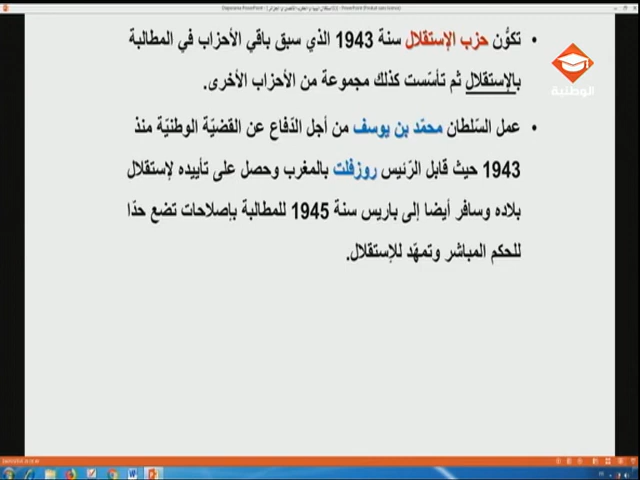 تكوُّن حزب الإستقلال سنة 1943 الذي سبق باقي الأحزاب في المطالبة
بالإستقلال ثم تأسّست كذلك مجموعة من الأحزاب الأخرى.
عمل السّلطان محمّد بن يوسف من أجل الدّفاع عن القضيّة الوطنيّة منذ
1943 حيث قابل الرّئيس روزفلت بالمغرب وحصل على تأييده لإستقلال
بلاده وسافر أيضا إلى باريس سنة 1945 للمطالبة بإصلاحات تضع حدّا
للحكم المباشر وتمهّد للإستقلال.
الوطنية